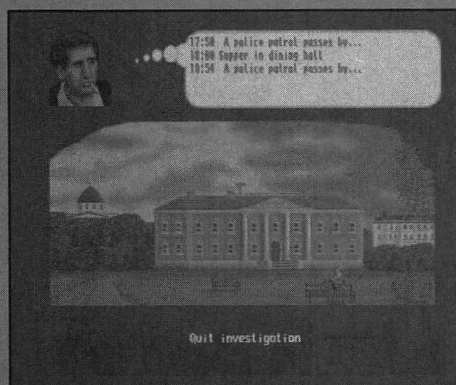 17:50 A police patrol passes by...
18:00 Supper in dining hall
18:54 A police patrol passes by...
Quit investigation